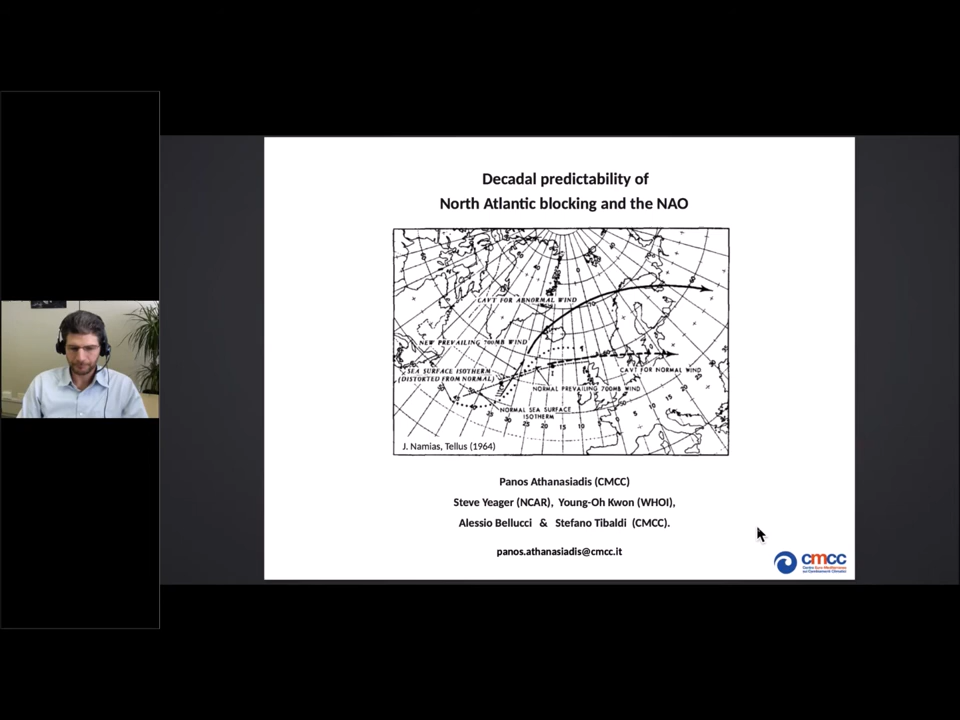 Decadal predictability of
North Atlantic blocking and the NAO
CAVT FOR ABNORMAL WIND
NEW PREVAILING 700MB WIND
SEA SURFACE ISOTHERM
(DISTORTED FROM NORMAL)
CAVT FOR NORMAL WIND
NORMAL PREVAILING 700MB WIND
NORMAL SEA SURFACE
ISOTHERM
J. Namias, Tellus (1964)
Panos Athanasiadis (CMCC)
Steve Yeager (NCAR), Young-Oh Kwon (WHOI),
Alessio Bellucci & Stefano Tibaldi (CMCC).
panos.athanasiadis@cmcc.it
cmcc